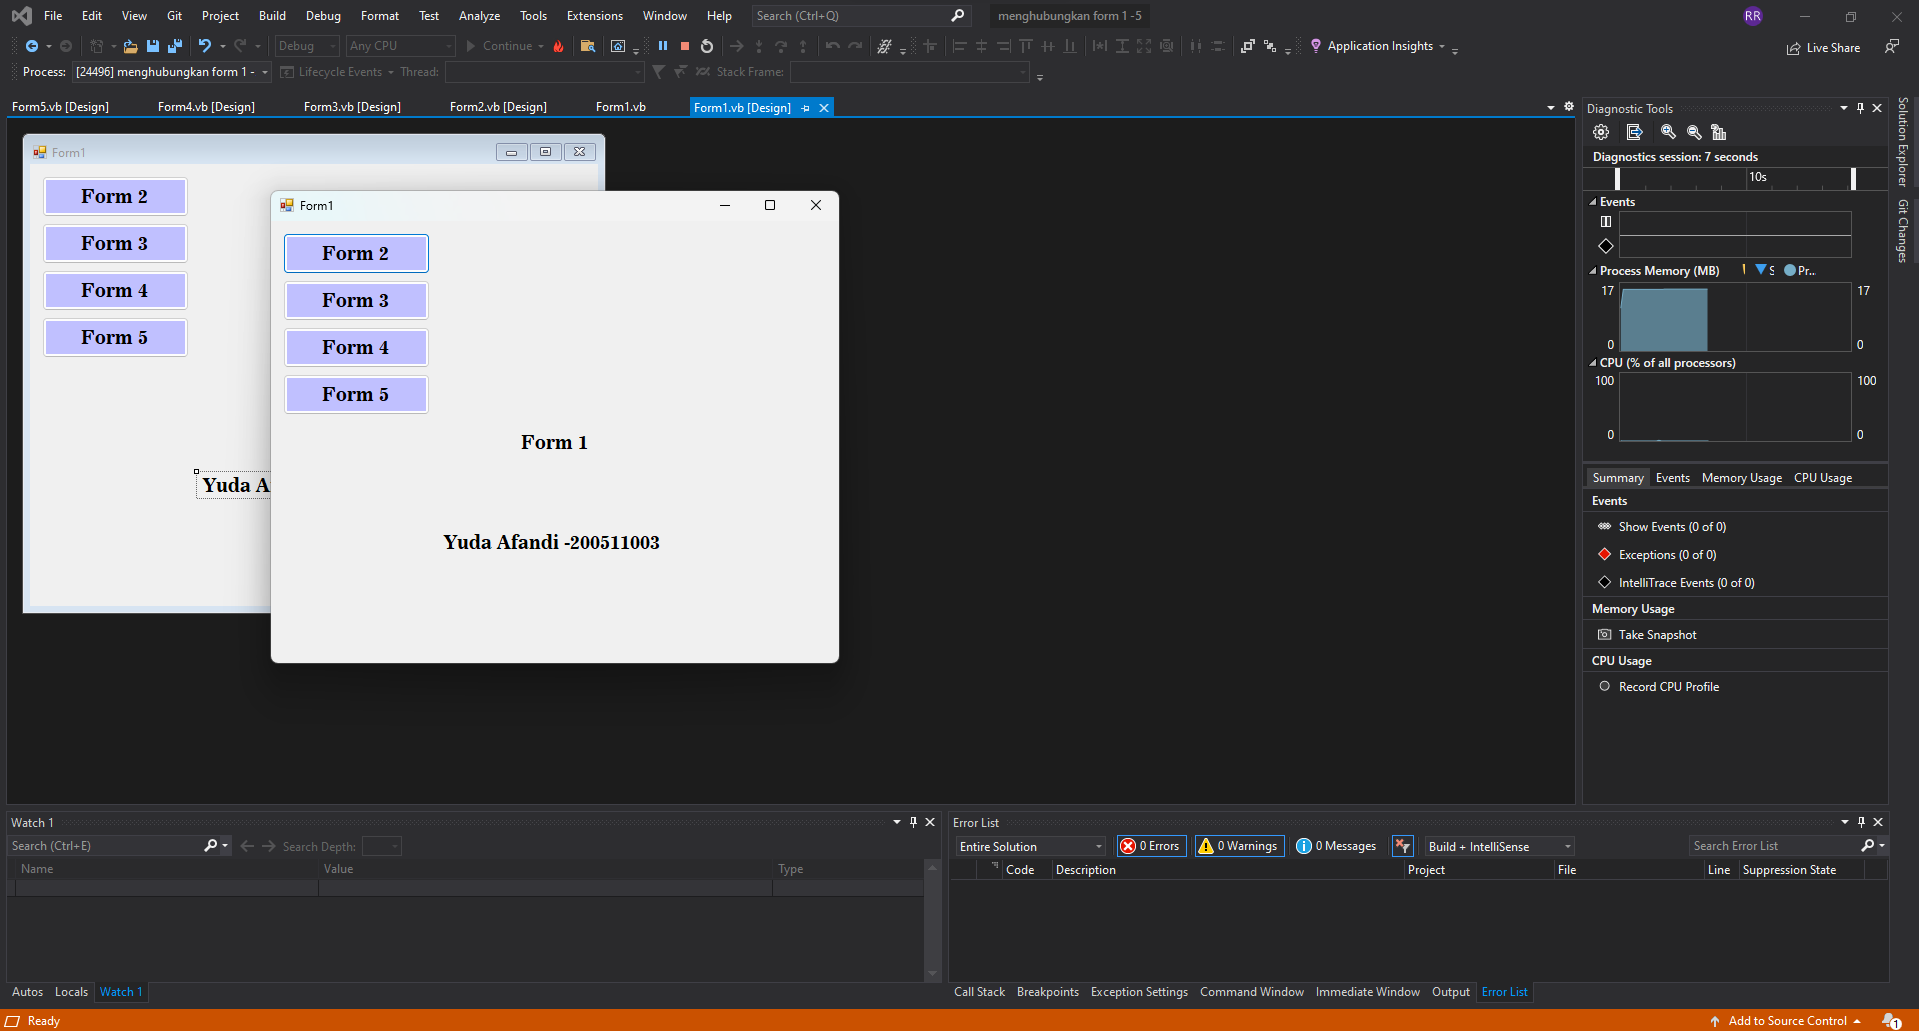 File Edit View Git Project Build Debug Format Test Analyze Tools Extensions Window Help Search (Ctrl+Q) menghubungkan form 1 -5 RR
Debug Any CPU Continue Application Insights Live Share
Process: [24496] menghubungkan form 1 - Lifecycle Events Thread: Stack Frame:
Form5.vb [Design] Form4.vb [Design] Form3.vb [Design] Form2.vb [Design] Form1.vb Form1.vb [Design]
Form1
Form 2
Form 3
Form 4
Form 5
Yuda A
Form1
Form 2
Form 3
Form 4
Form 5
Form 1
Yuda Afandi -200511003
Diagnostic Tools
Diagnostics session: 7 seconds
10s
Events
Process Memory (MB) S Pr...
17 17
0 0
CPU (% of all processors)
100 100
0 0
Summary Events Memory Usage CPU Usage
Events
Show Events (0 of 0)
Exceptions (0 of 0)
IntelliTrace Events (0 of 0)
Memory Usage
Take Snapshot
CPU Usage
Record CPU Profile
Solution Explorer
Git Changes
Watch 1
Search (Ctrl+E) Search Depth:
Name Value Type
Autos Locals Watch 1
Error List
Entire Solution 0 Errors 0 Warnings 0 Messages Build + IntelliSense Search Error List
Code Description Project File Line Suppression State
Call Stack Breakpoints Exception Settings Command Window Immediate Window Output Error List
Ready Add to Source Control 1